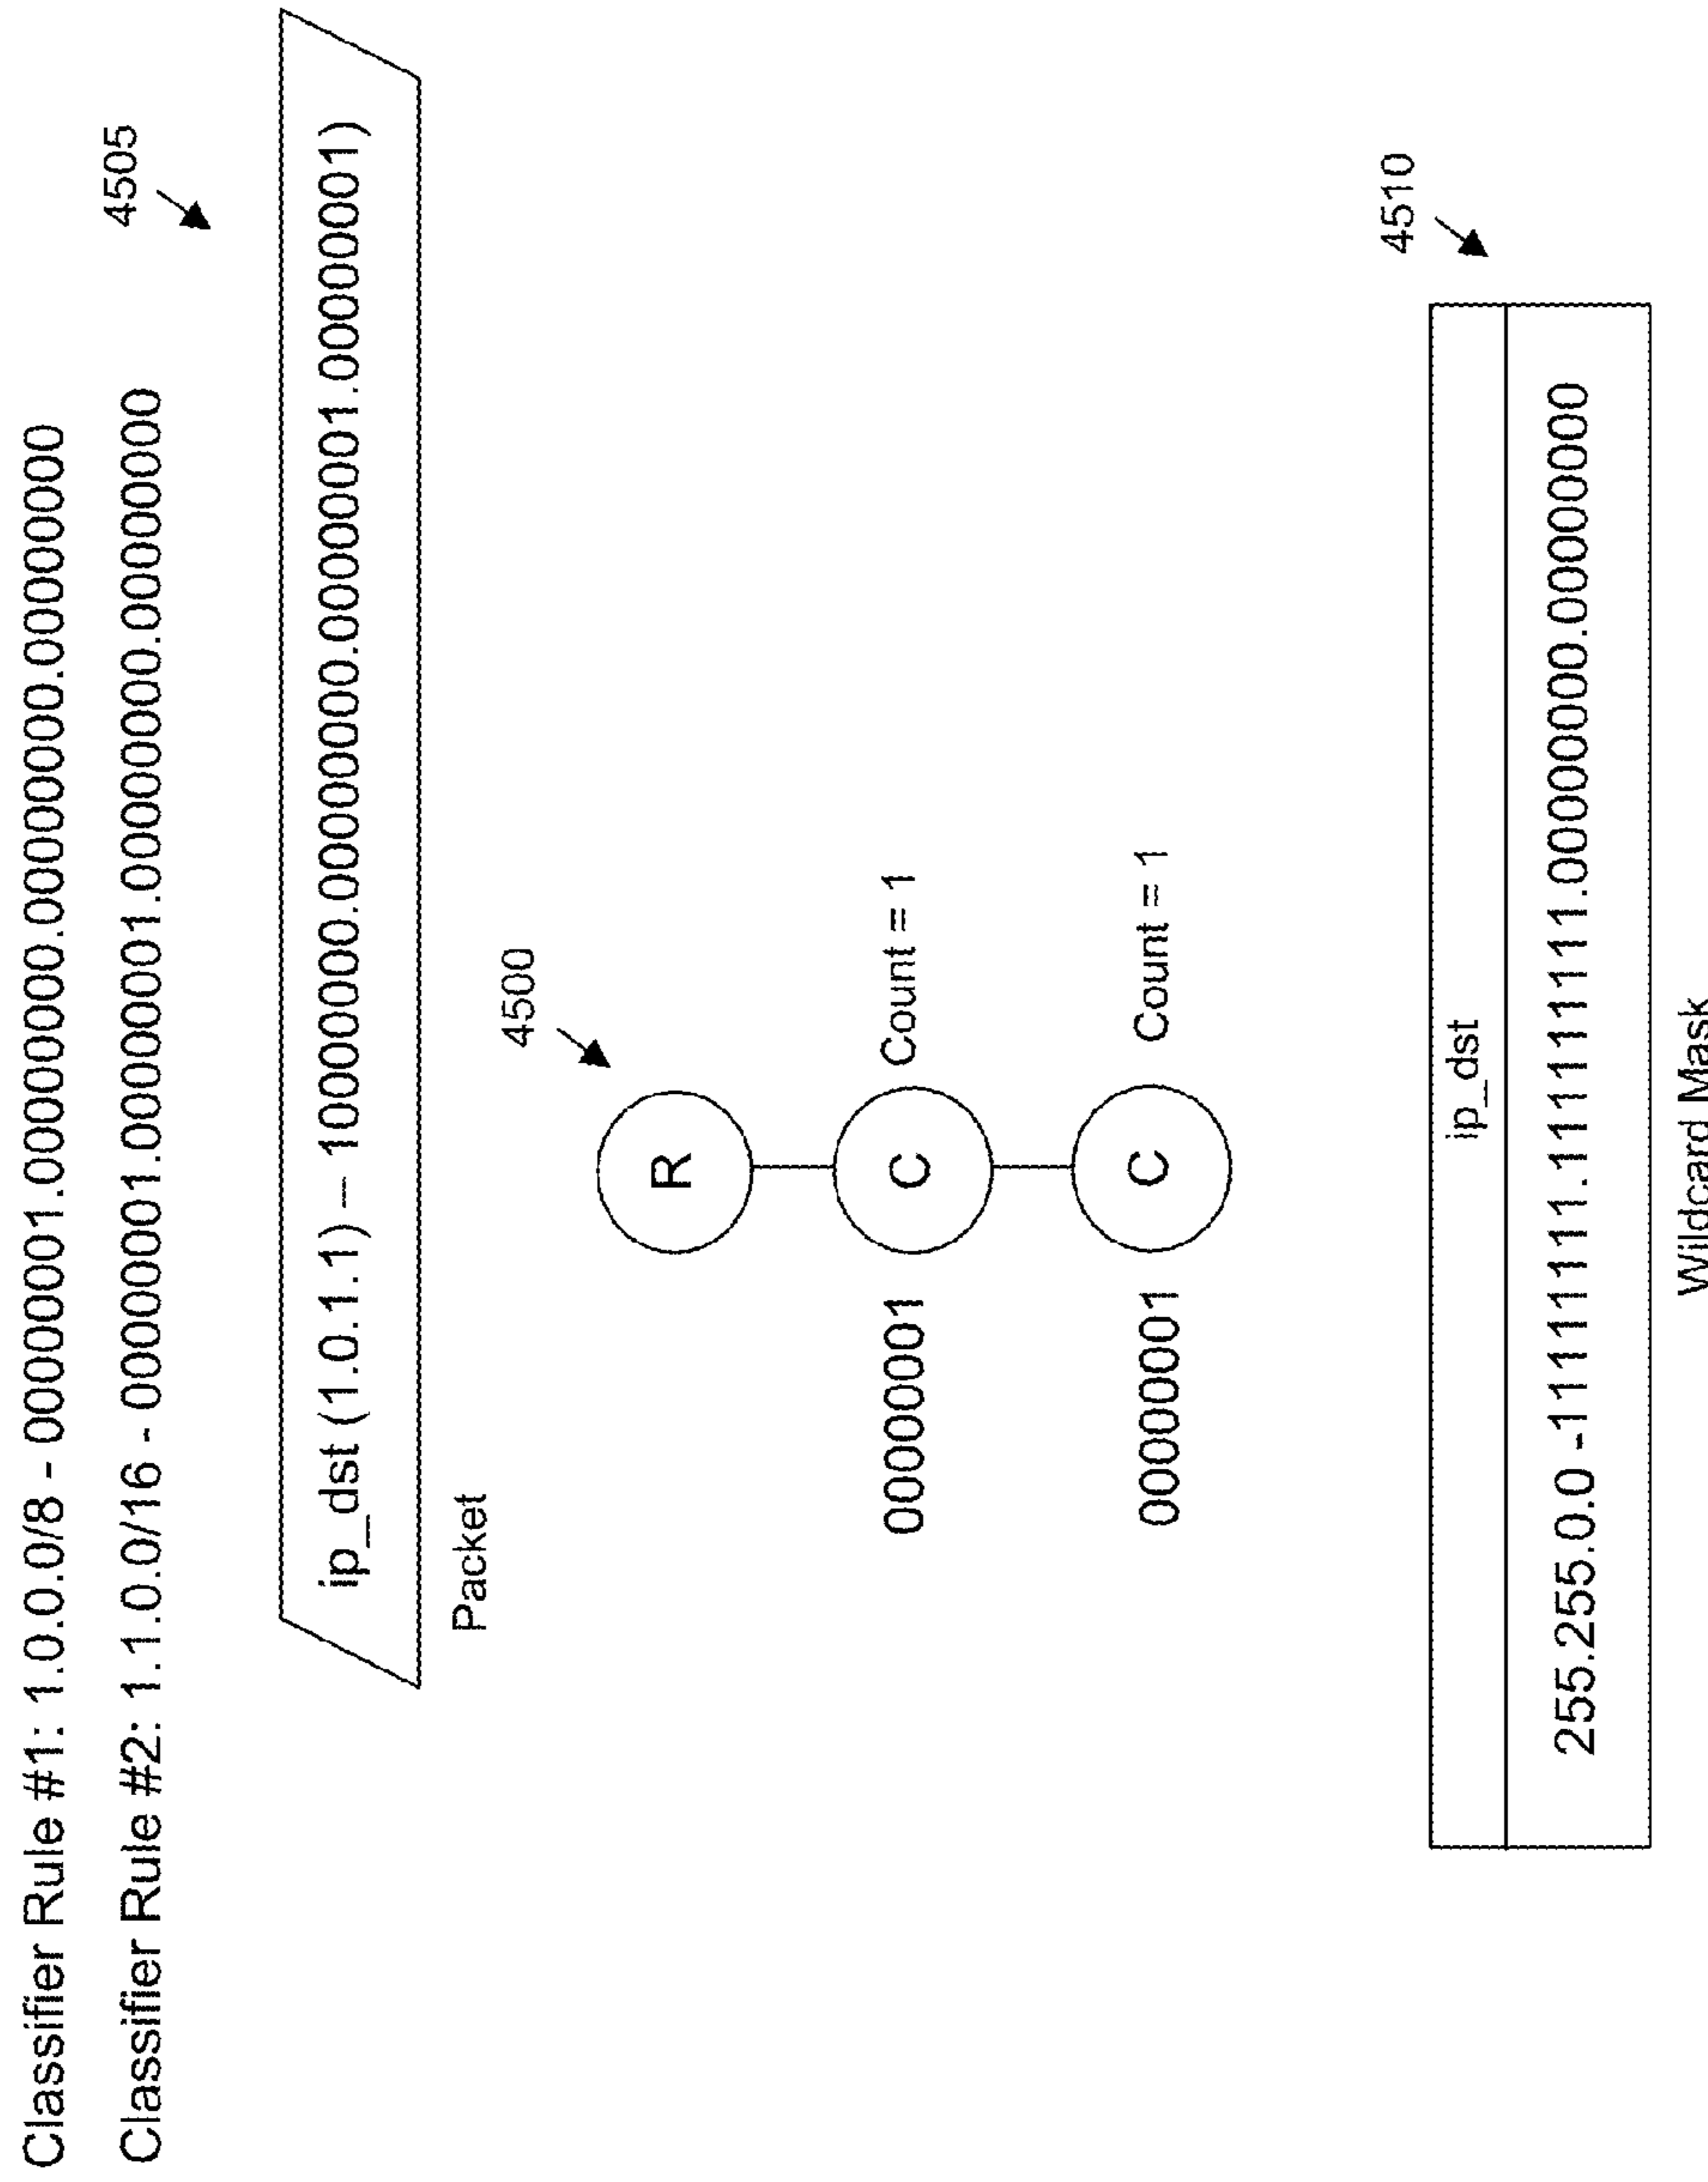 Classifier Rule #1: 1.0.0.0/8 - 00000001.00000000.00000000.00000000
Classifier Rule #2: 1.1.0.0/16 - 00000001.00000001.00000000.00000000
4505
ip_dst (1.0.1.1) – 10000000.00000000.00000001.00000001)
Packet
4500
R
00000001 C Count = 1
00000001 C Count = 1
4510
ip_dst
255.255.0.0 -11111111.11111111.00000000.00000000
Wildcard Mask